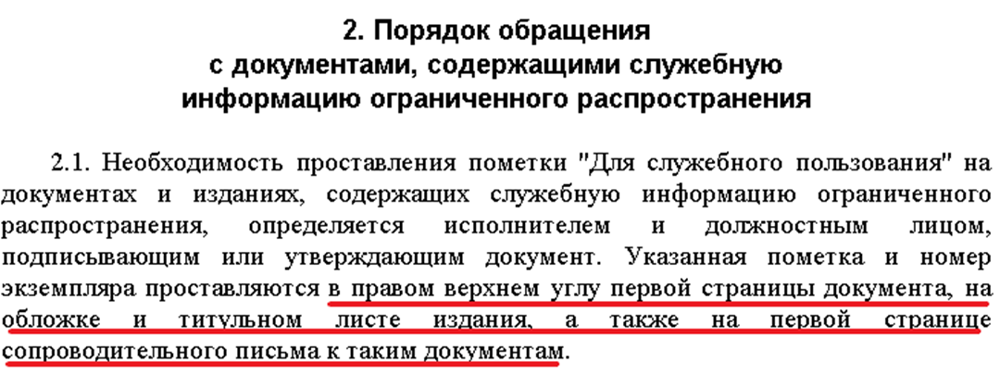 2. Порядок обращения
с документами, содержащими служебную
информацию ограниченного распространения
2.1. Необходимость проставления пометки "Для служебного пользования" на
документах и изданиях, содержащих служебную информацию ограниченного
распространения, определяется исполнителем и должностным лицом,
подписывающим или утверждающим документ. Указанная пометка и номер
экземпляра проставляются в правом верхнем углу первой страницы документа, на
обложке и титульном листе издания, а также на первой странице
сопроводительного письма к таким документам.